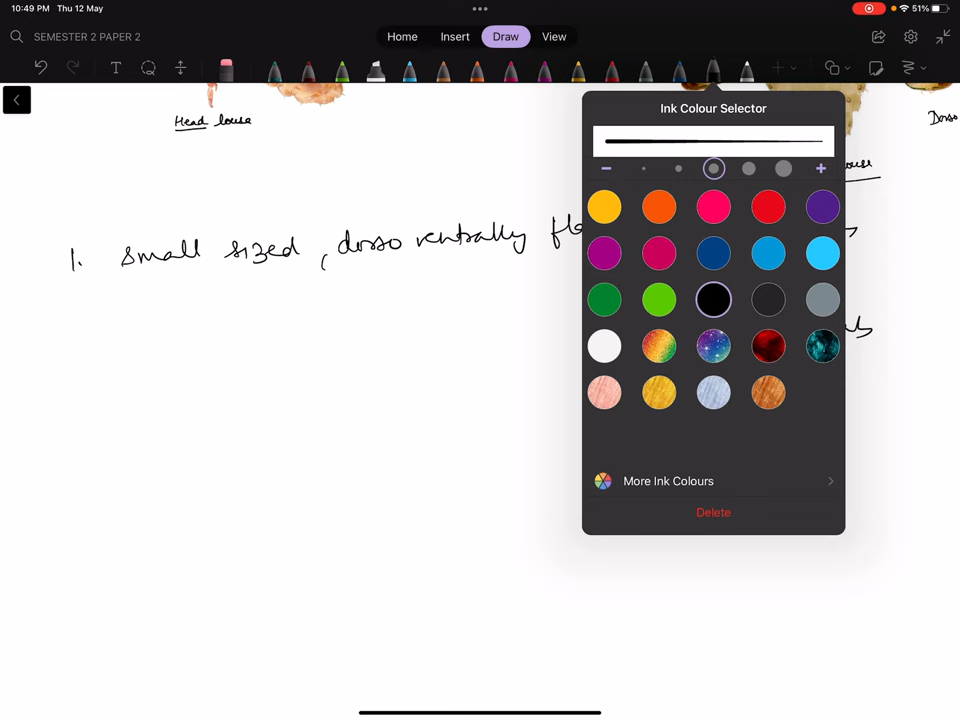 10:49 PM Thu 12 May
51%
SEMESTER 2 PAPER 2
Home Insert Draw View
T
Head louse
Dorso
Ink Colour Selector
1. small sized, dorso ventrally
More Ink Colours
Delete